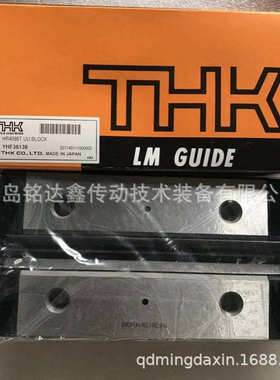 THK
HR4085T UU BLOCK
YHF36136
THK CO.,LTD. MADE IN JAPAN
THK
LM GUIDE
岛铭达鑫传动技术装备有限公
qdmingdaxin.1688.